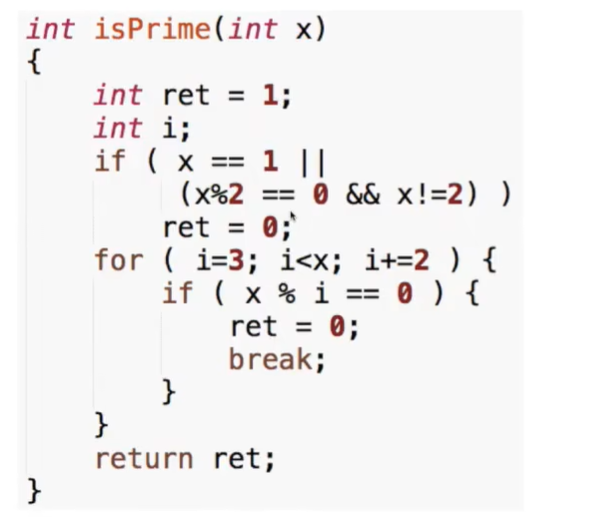 int isPrime(int x)
{
    int ret = 1;
    int i;
    if ( x == 1 ||
         (x%2 == 0 && x!=2) )
        ret = 0;
    for ( i=3; i<x; i+=2 ) {
        if ( x % i == 0 ) {
            ret = 0;
            break;
        }
    }
    return ret;
}